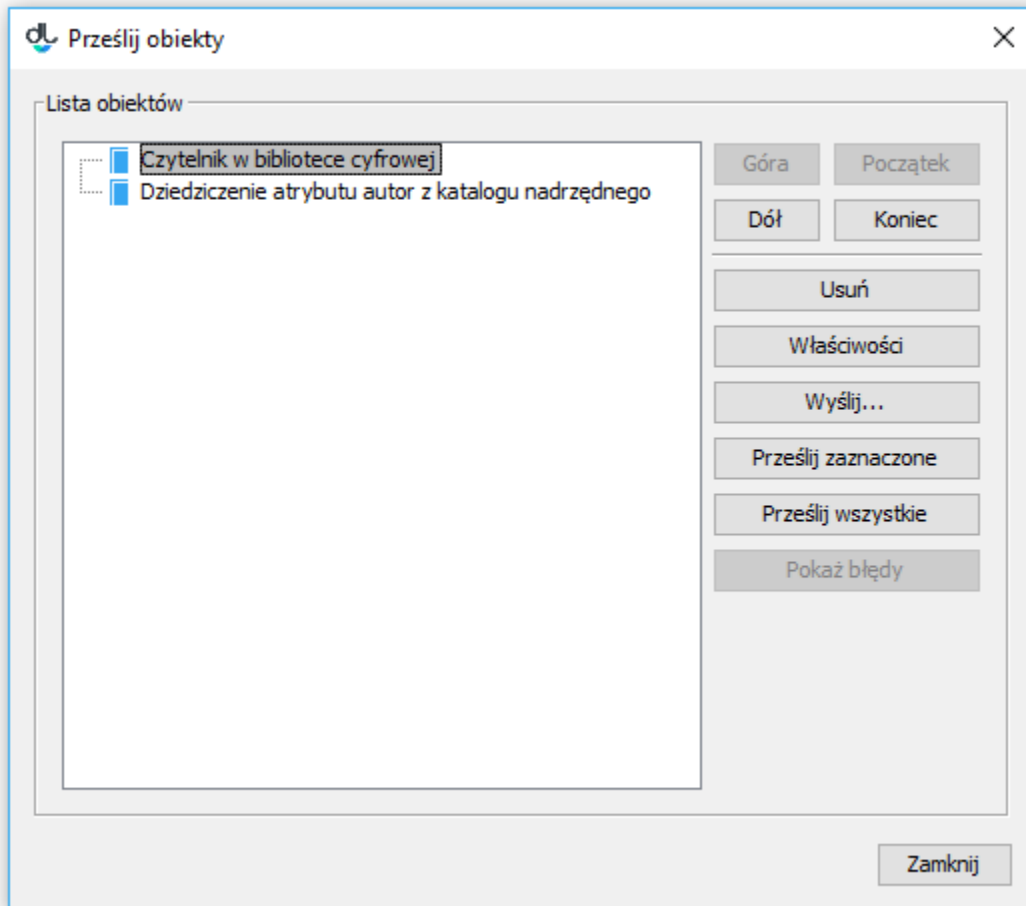 Prześlij obiekty
Lista obiektów
Czytelnik w bibliotece cyfrowej
Dziedziczenie atrybutu autor z katalogu nadrzędnego
Góra Początek
Dół Koniec
Usuń
Właściwości
Wyślij...
Prześlij zaznaczone
Prześlij wszystkie
Pokaż błędy
Zamknij